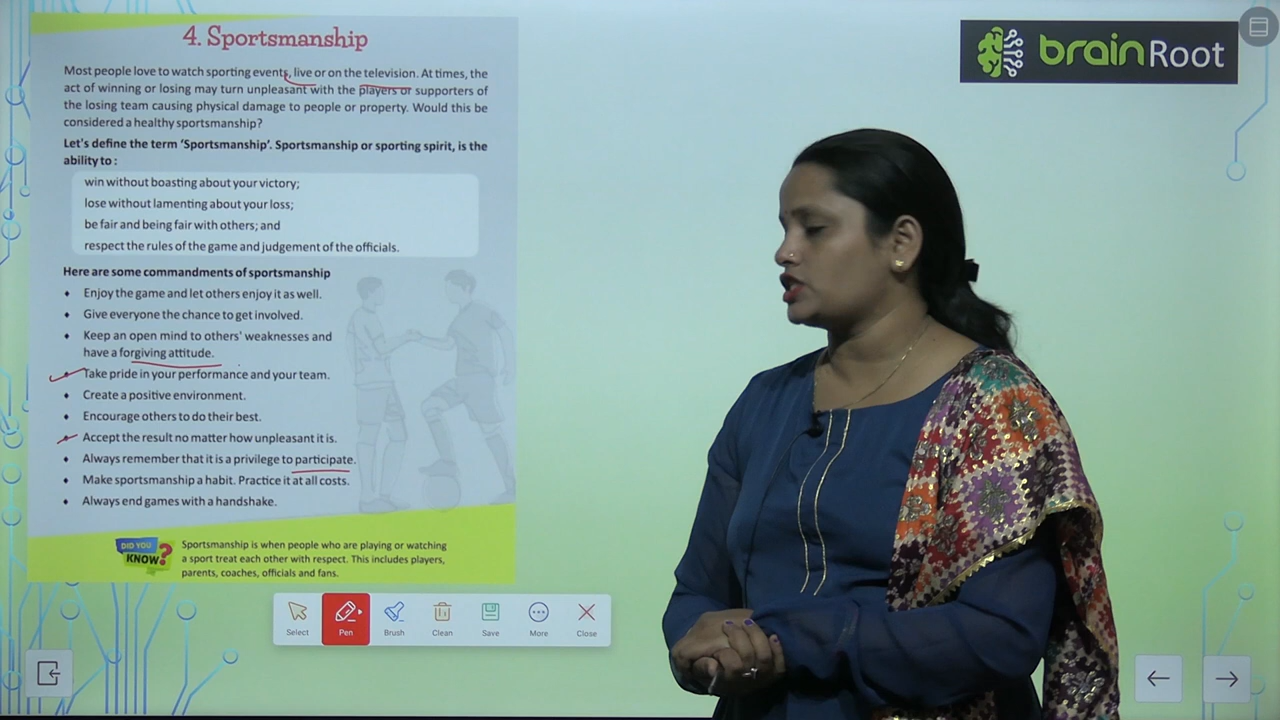 4. Sportsmanship
Most people love to watch sporting events, live or on the television. At times, the
act of winning or losing may turn unpleasant with the players or supporters of
the losing team causing physical damage to people or property. Would this be
considered a healthy sportsmanship?
Let's define the term 'Sportsmanship'. Sportsmanship or sporting spirit, is the
ability to :
win without boasting about your victory;
lose without lamenting about your loss;
be fair and being fair with others; and
respect the rules of the game and judgement of the officials.
Here are some commandments of sportsmanship
Enjoy the game and let others enjoy it as well.
Give everyone the chance to get involved.
Keep an open mind to others' weaknesses and
have a forgiving attitude.
Take pride in your performance and your team.
Create a positive environment.
Encourage others to do their best.
Accept the result no matter how unpleasant it is.
Always remember that it is a privilege to participate.
Make sportsmanship a habit. Practice it at all costs.
Always end games with a handshake.
DID YOU
KNOW?
Sportsmanship is when people who are playing or watching
a sport treat each other with respect. This includes players,
parents, coaches, officials and fans.
Select
Pen
Brush
Clean
Save
More
Close
brainRoot